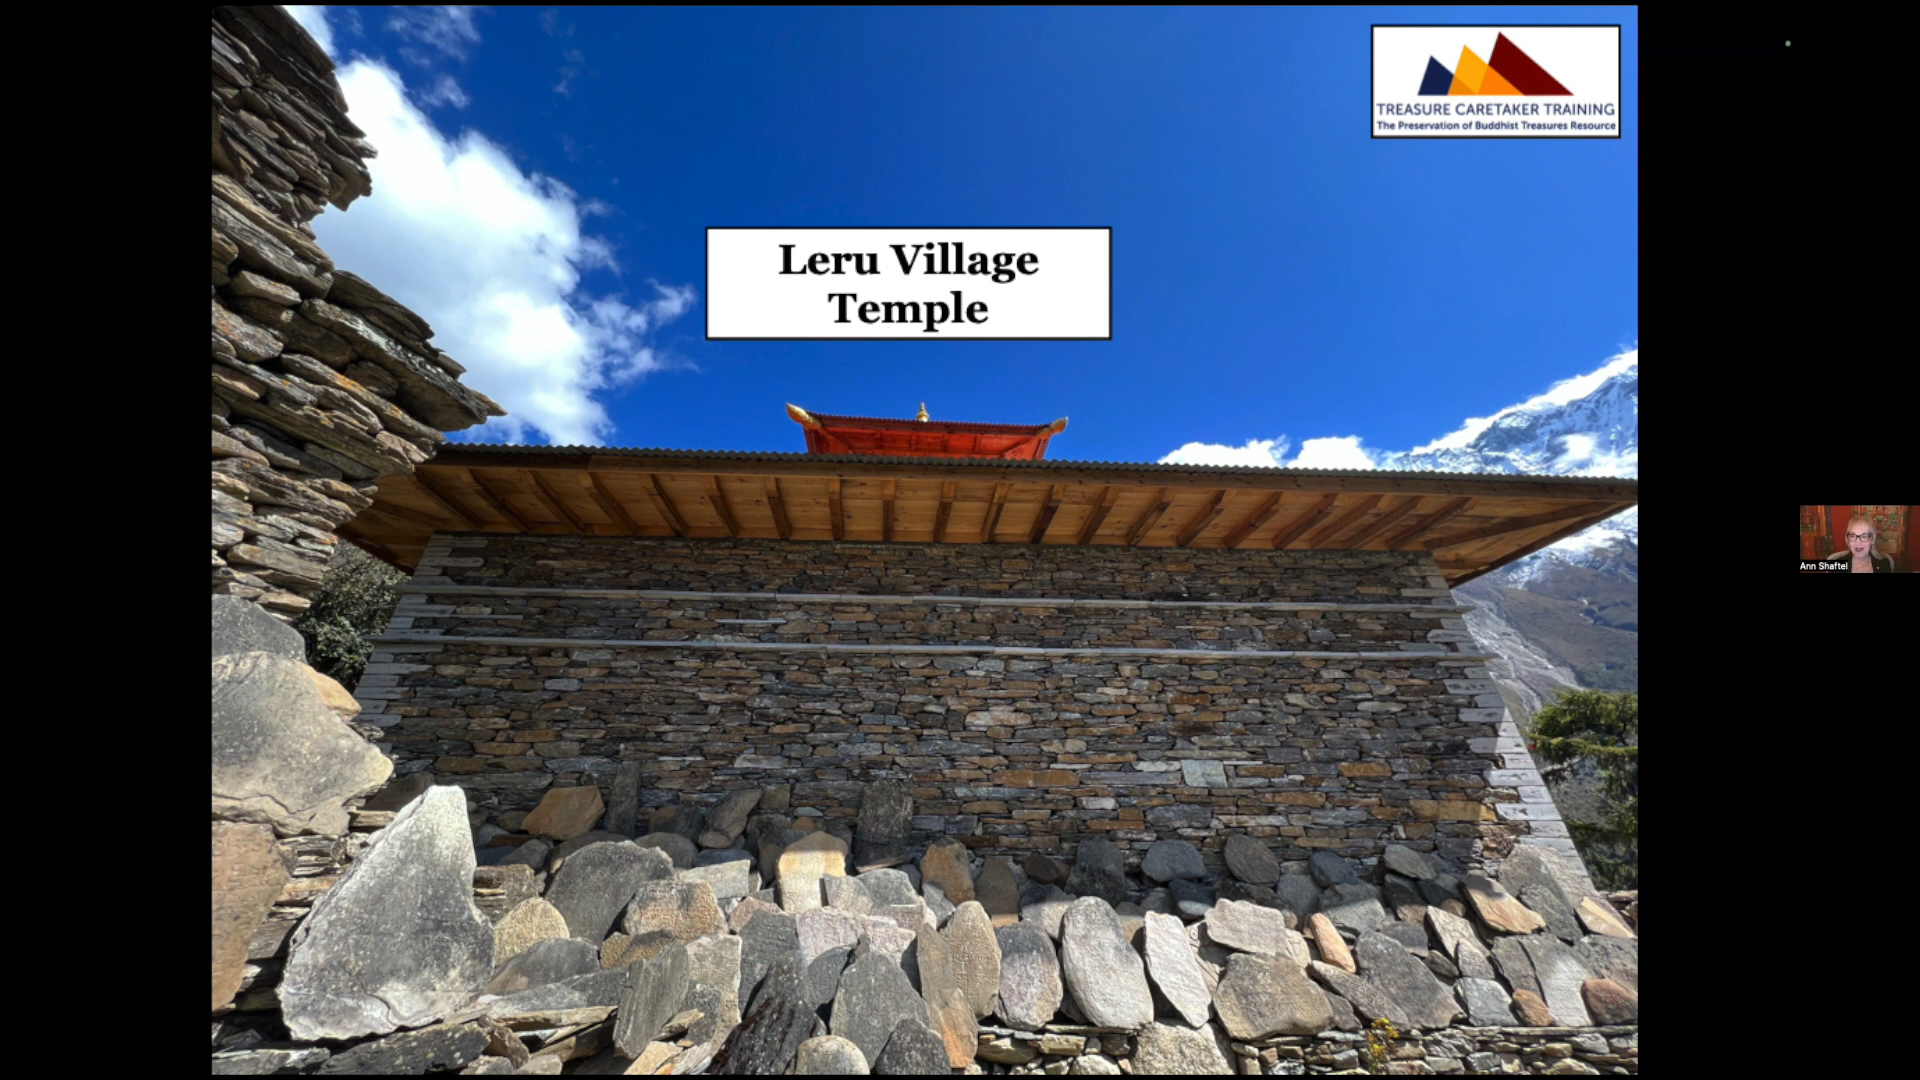 TREASURE CARETAKER TRAINING
The Preservation of Buddhist Treasures Resource
Leru Village
Temple
Ann Shaftel